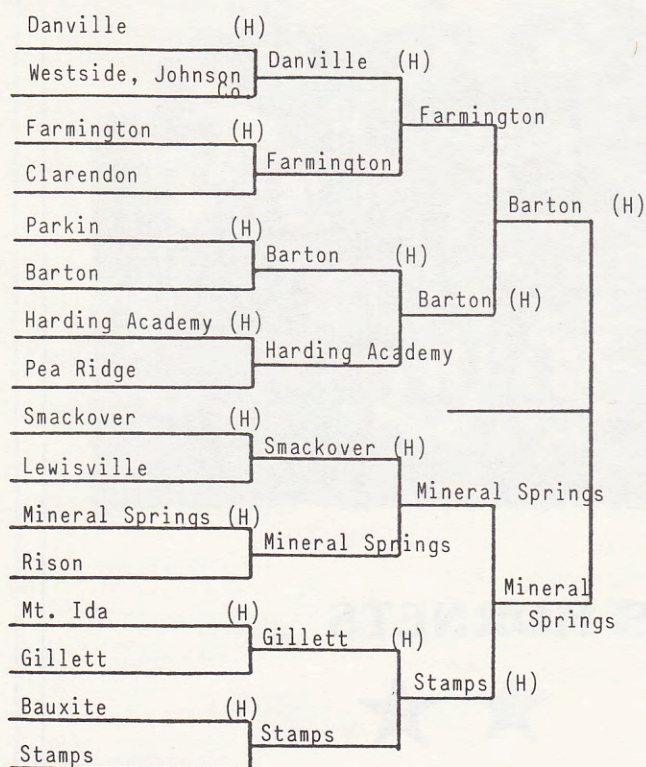 Danville (H)
Westside, Johnson
Co.
Danville (H)
Farmington (H)
Clarendon
Farmington
Farmington
Parkin (H)
Barton
Barton (H)
Harding Academy (H)
Pea Ridge
Harding Academy
Barton (H)
Barton (H)
Smackover (H)
Lewisville
Smackover (H)
Mineral Springs (H)
Rison
Mineral Springs
Mineral Springs
Mt. Ida (H)
Gillett
Gillett (H)
Bauxite (H)
Stamps
Stamps
Stamps (H)
Mineral
Springs